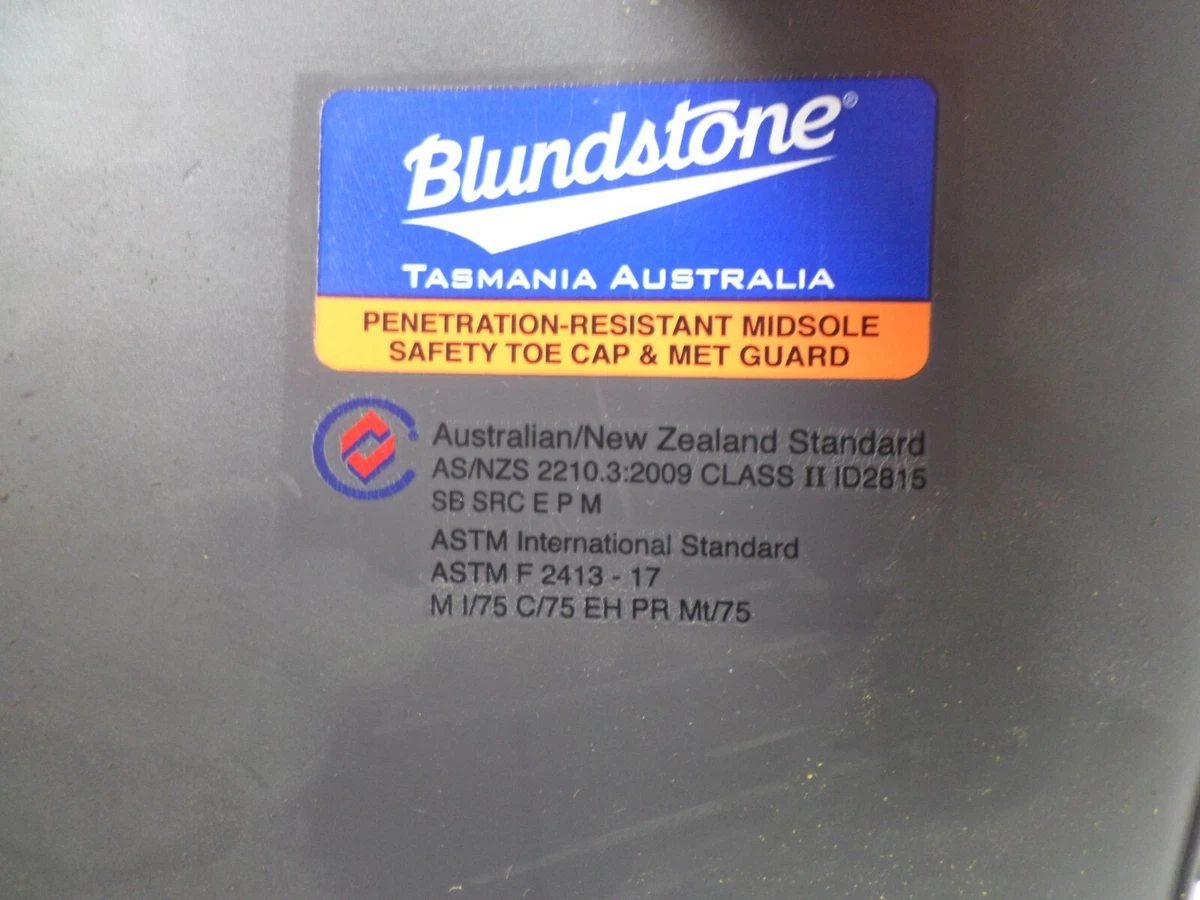 Blundstone®
TASMANIA AUSTRALIA
PENETRATION-RESISTANT MIDSOLE
SAFETY TOE CAP & MET GUARD
Australian/New Zealand Standard
AS/NZS 2210.3:2009 CLASS II ID2815
SB SRC E P M
ASTM International Standard
ASTM F 2413 - 17
M I/75 C/75 EH PR Mt/75